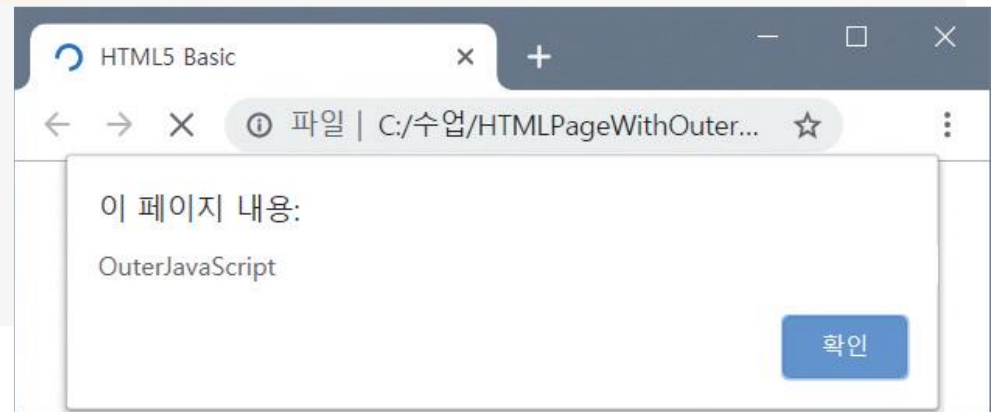 HTML5 Basic
파일 | C:/수업/HTMLPageWithOuter...
이 페이지 내용:
OuterJavaScript
확인